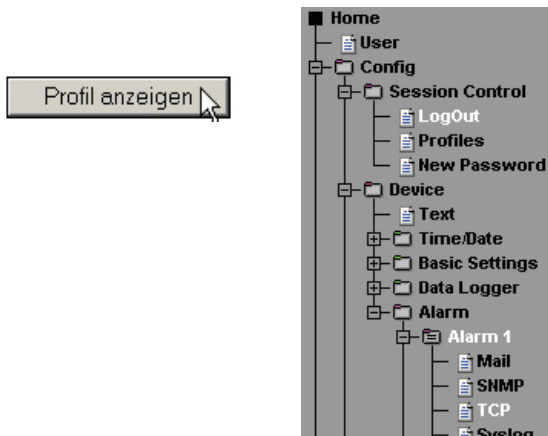 Profil anzeigen
Home
User
Config
Session Control
LogOut
Profiles
New Password
Device
Text
Time/Date
Basic Settings
Data Logger
Alarm
Alarm 1
Mail
SNMP
TCP
Syslog